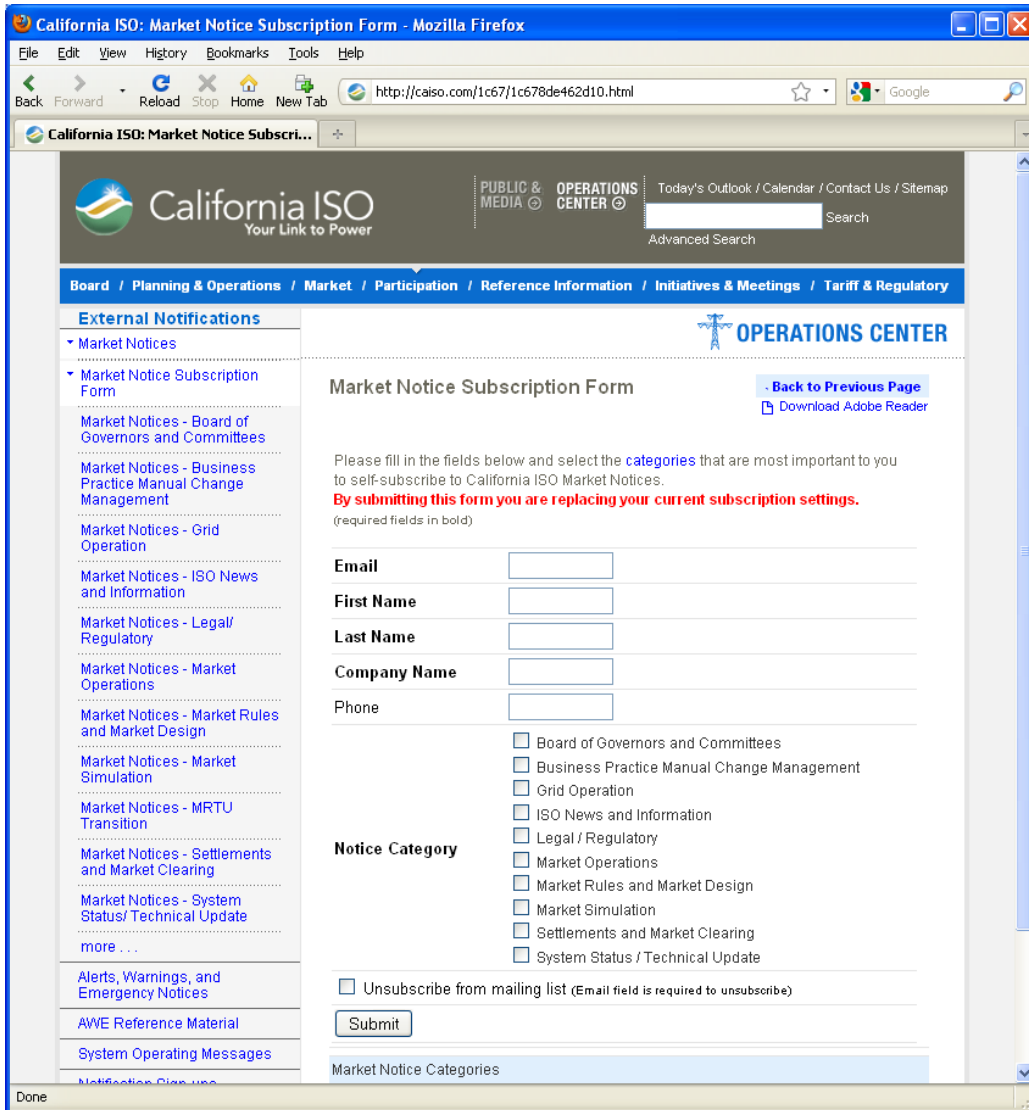 California ISO: Market Notice Subscription Form - Mozilla Firefox
File Edit View History Bookmarks Tools Help
Back Forward Reload Stop Home New Tab http://caiso.com/1c67/1c678de462d10.html Google
California ISO: Market Notice Subscri...
California ISO
Your Link to Power
PUBLIC & MEDIA
OPERATIONS CENTER
Today's Outlook / Calendar / Contact Us / Sitemap
Search
Advanced Search
Board / Planning & Operations / Market / Participation / Reference Information / Initiatives & Meetings / Tariff & Regulatory
External Notifications
Market Notices
Market Notice Subscription
Form
Market Notices - Board of
Governors and Committees
Market Notices - Business
Practice Manual Change
Management
Market Notices - Grid
Operation
Market Notices - ISO News
and Information
Market Notices - Legal/
Regulatory
Market Notices - Market
Operations
Market Notices - Market Rules
and Market Design
Market Notices - Market
Simulation
Market Notices - MRTU
Transition
Market Notices - Settlements
and Market Clearing
Market Notices - System
Status/ Technical Update
more . . .
Alerts, Warnings, and
Emergency Notices
AWE Reference Material
System Operating Messages
Notification Sign-ups
OPERATIONS CENTER
Market Notice Subscription Form
Back to Previous Page
Download Adobe Reader
Please fill in the fields below and select the categories that are most important to you
to self-subscribe to California ISO Market Notices.
By submitting this form you are replacing your current subscription settings.
(required fields in bold)
Email
First Name
Last Name
Company Name
Phone
Notice Category
Board of Governors and Committees
Business Practice Manual Change Management
Grid Operation
ISO News and Information
Legal / Regulatory
Market Operations
Market Rules and Market Design
Market Simulation
Settlements and Market Clearing
System Status / Technical Update
Unsubscribe from mailing list (Email field is required to unsubscribe)
Submit
Market Notice Categories
Done